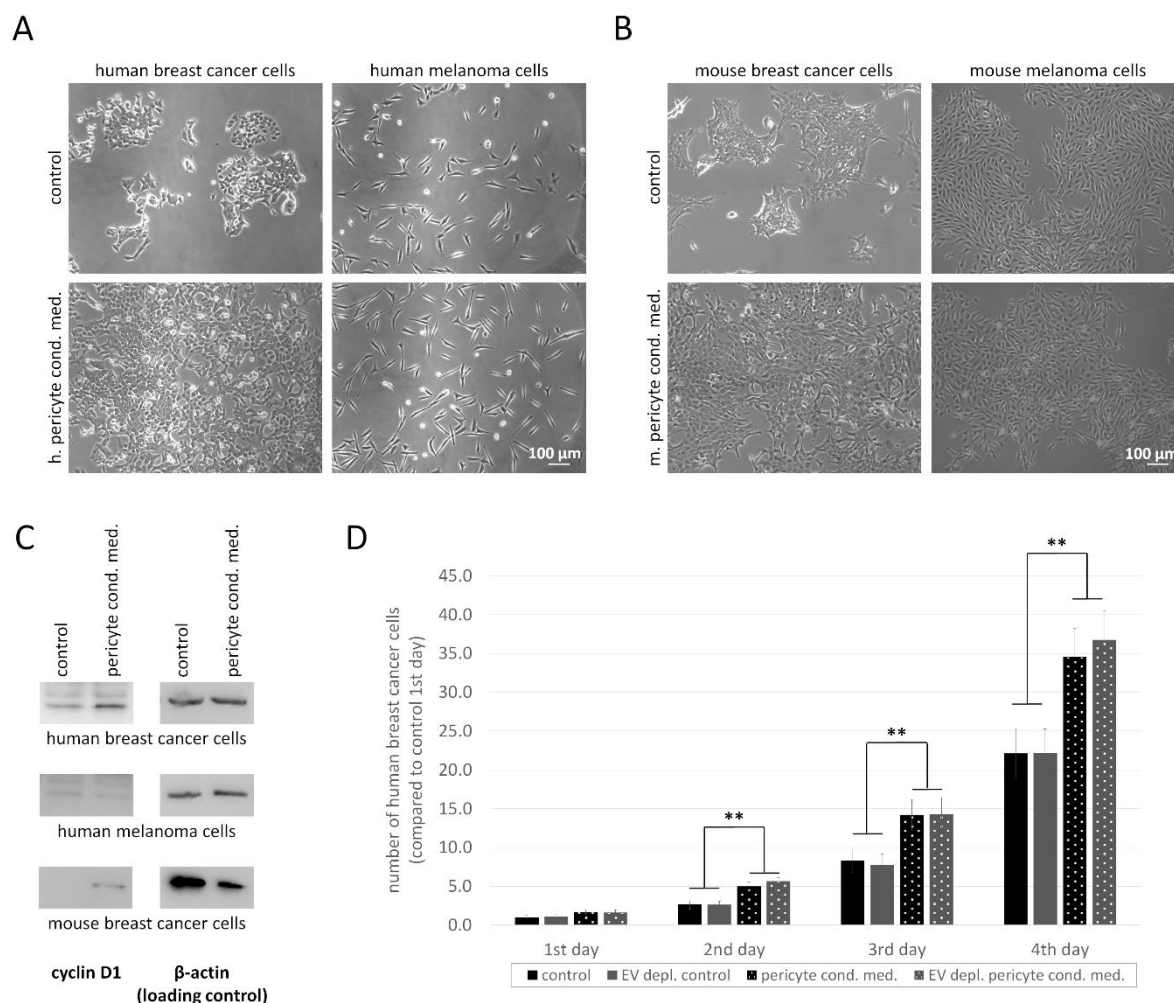 A
human breast cancer cells
human melanoma cells
control
h. pericyte cond. med.
100 µm
B
mouse breast cancer cells
mouse melanoma cells
control
m. pericyte cond. med.
100 µm
C
control
pericyte cond. med.
control
pericyte cond. med.
human breast cancer cells
human melanoma cells
mouse breast cancer cells
cyclin D1
β-actin
(loading control)
D
number of human breast cancer cells
(compared to control 1st day)
45.0
40.0
35.0
30.0
25.0
20.0
15.0
10.0
5.0
0.0
**
**
**
1st day
2nd day
3rd day
4th day
control
EV depl. control
pericyte cond. med.
EV depl. pericyte cond. med.